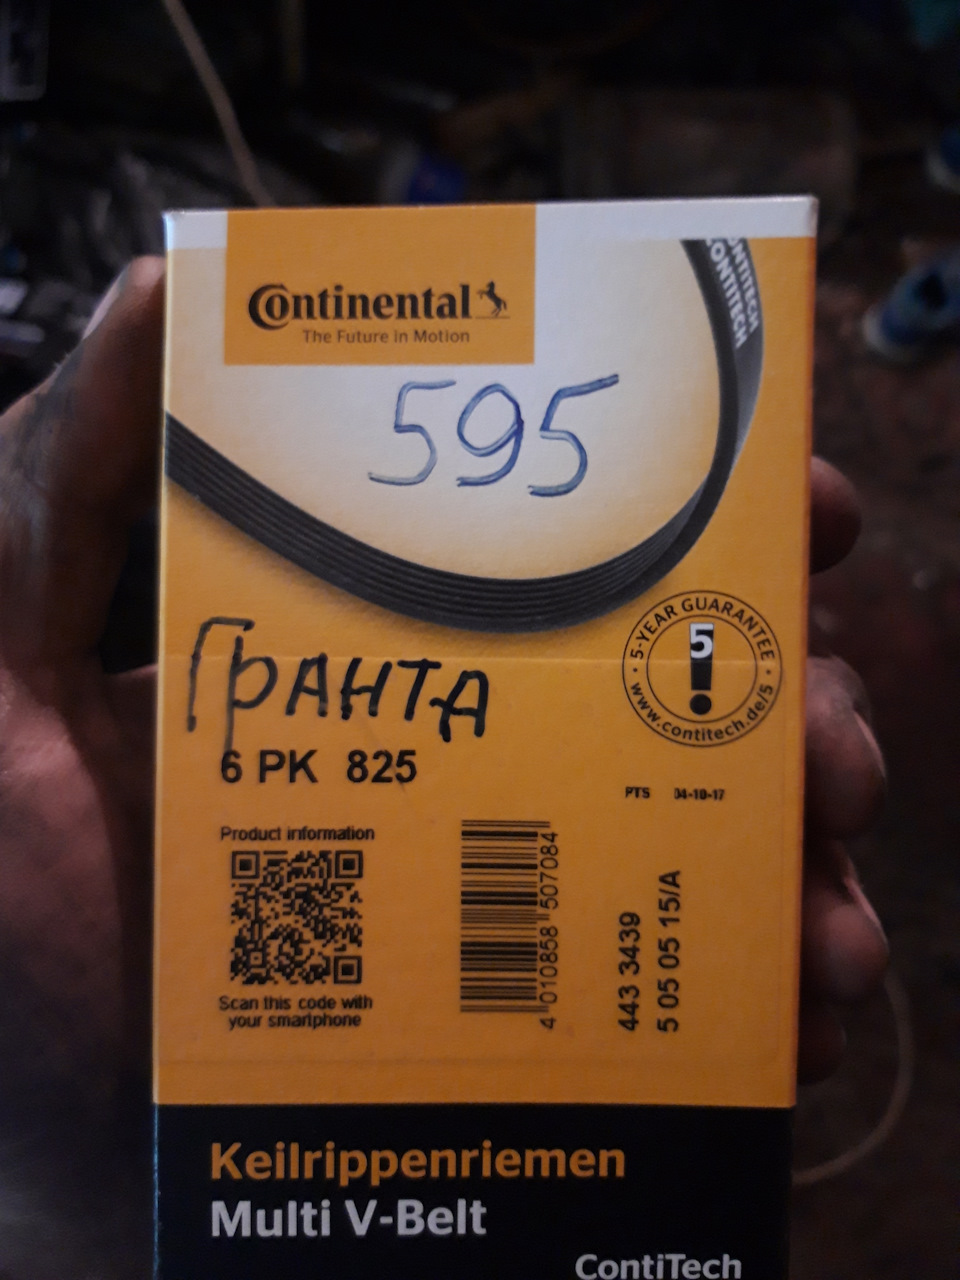 Continental
The Future in Motion
CONTITECH
CONTITECH
595
5-YEAR GUARANTEE
5
www.contitech.de/5
ГРАНТА
6 PK 825
PTS 04-10-17
Product information
Scan this code with
your smartphone
4 010858 507084
443 3439
5 05 05 15/A
Keilrippenriemen
Multi V-Belt
ContiTech